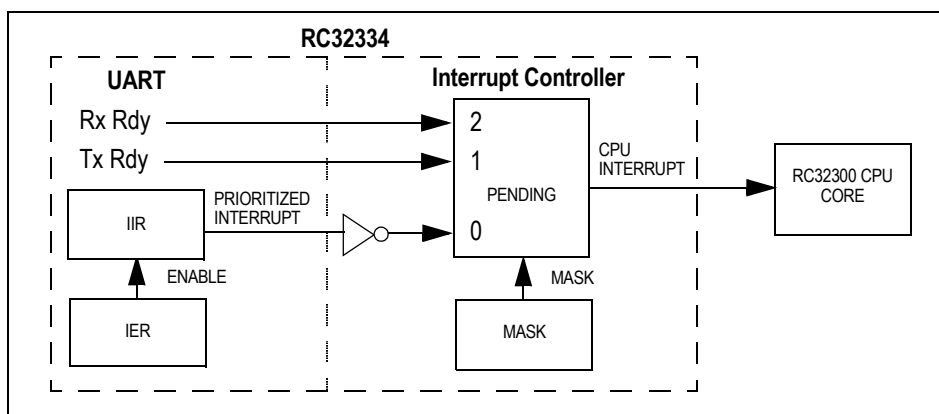 RC32334
UART
Interrupt Controller
Rx Rdy
2
Tx Rdy
1
CPU
INTERRUPT
RC32300 CPU
CORE
PENDING
PRIORITIZED
INTERRUPT
IIR
0
ENABLE
MASK
IER
MASK